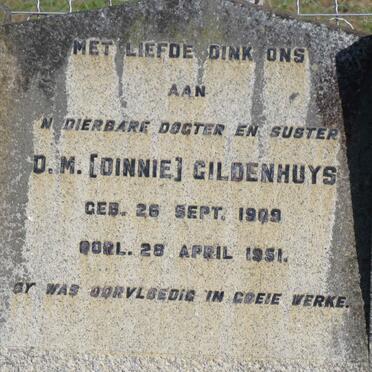 MET LIEFDE DINK ONS
AAN
N DIERBARE DOGTER EN SUSTER
D.M. [DINNIE] GILDENHUYS
GEB. 26 SEPT. 1909
OORL. 28 APRIL 1951.
SY WAS OORVLOEDIG IN GOEIE WERKE.